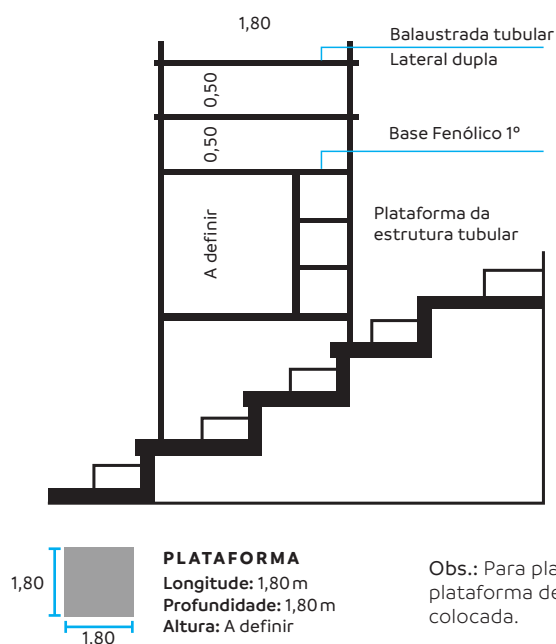 1,80
Balaustrada tubular
Lateral dupla
0,50
0,50
Base Fenólico 1º
A definir
Plataforma da
estrutura tubular
1,80
1,80
PLATAFORMA
Longitude: 1,80 m
Profundidade: 1,80 m
Altura: A definir
Obs.: Para pla
plataforma de
colocada.